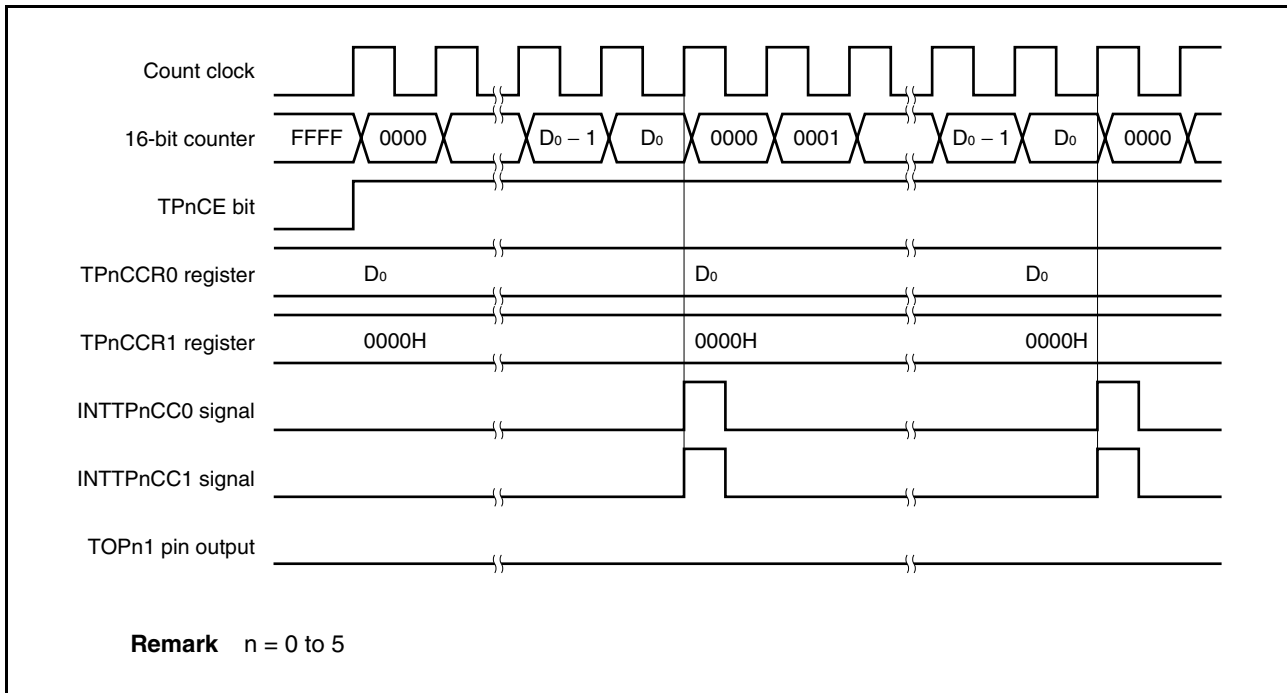 Count clock
16-bit counter FFFF 0000 D₀ − 1 D₀ 0000 0001 D₀ − 1 D₀ 0000
TPnCE bit
TPnCCR0 register D₀ D₀ D₀
TPnCCR1 register 0000H 0000H 0000H
INTTPnCC0 signal
INTTPnCC1 signal
TOPn1 pin output
Remark n = 0 to 5